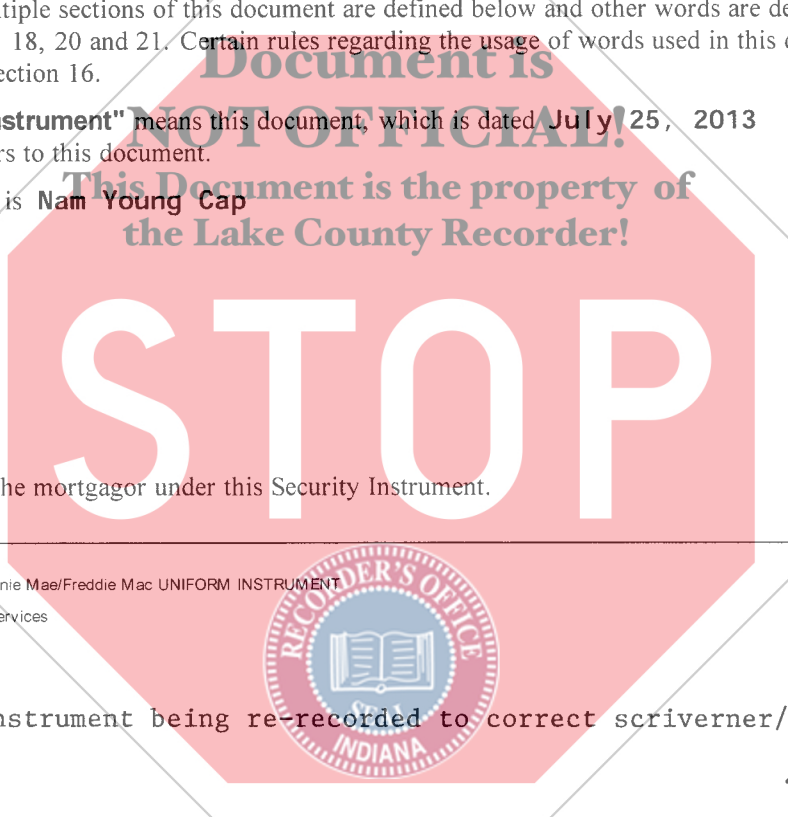 tiple sections of this document are defined below and other words are de
18, 20 and 21. Certain rules regarding the usage of words used in this
ection 16.
Document is
strument" means this document, which is dated July 25, 2013
NOT OFFICIAL!
rs to this document.
This Document is the property of
is Nam Young Cap
the Lake County Recorder!
STOP
he mortgagor under this Security Instrument.
nie Mae/Freddie Mac UNIFORM INSTRUMENT
ervices
RECORDER'S OFFICE
SEAL
INDIANA
nstrument being re-recorded to correct scriverner/